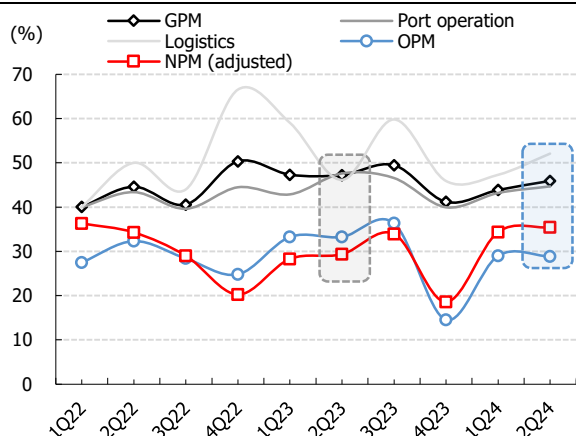 (%)
GPM
Port operation
Logistics
OPM
NPM (adjusted)
70
60
50
40
30
20
10
0
1Q22
2Q22
3Q22
4Q22
1Q23
2Q23
3Q23
4Q23
1Q24
2Q24